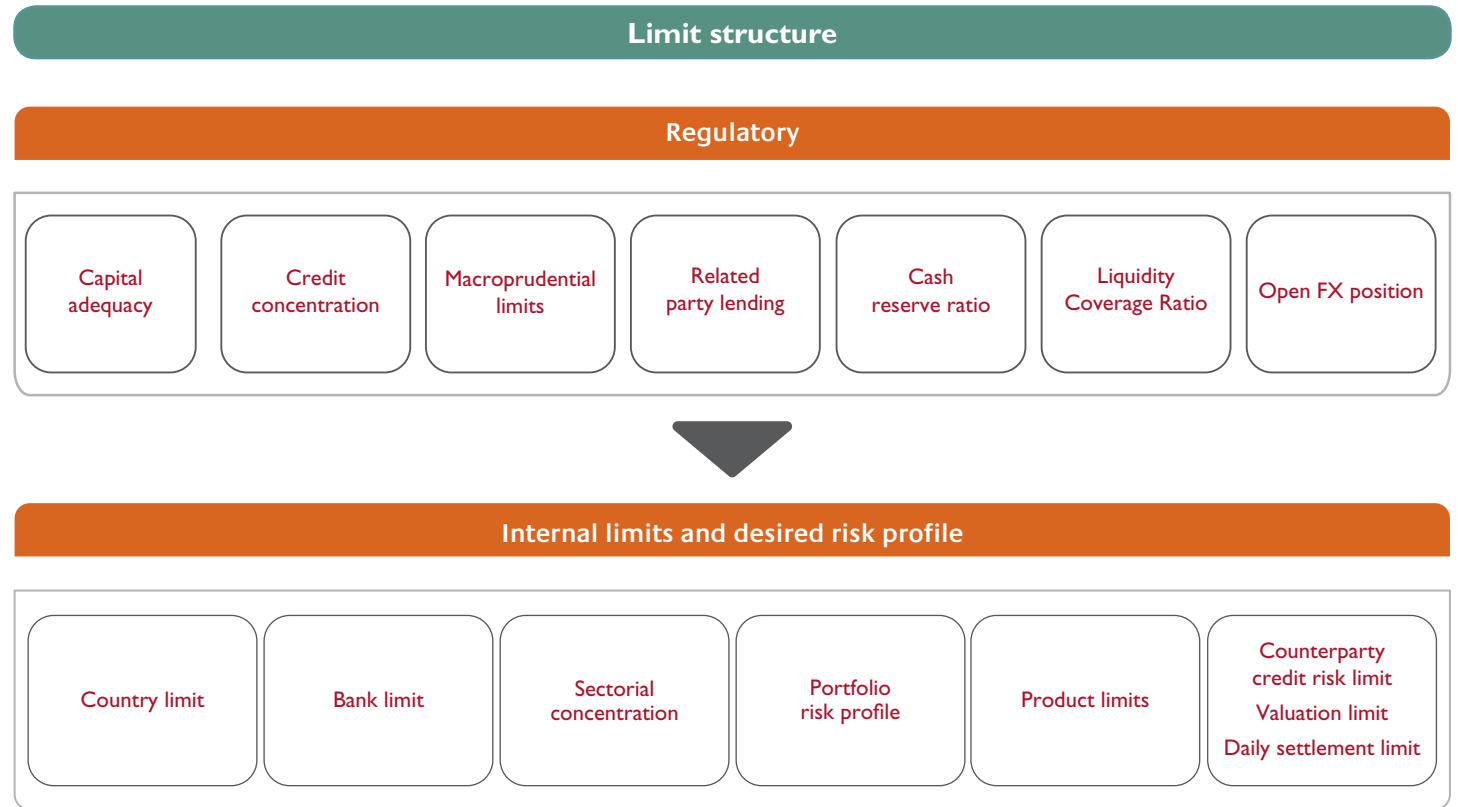 Limit structure
Regulatory
Capital
adequacy
Credit
concentration
Macroprudential
limits
Related
party lending
Cash
reserve ratio
Liquidity
Coverage Ratio
Open FX position
Internal limits and desired risk profile
Country limit
Bank limit
Sectorial
concentration
Portfolio
risk profile
Product limits
Counterparty
credit risk limit
Valuation limit
Daily settlement limit